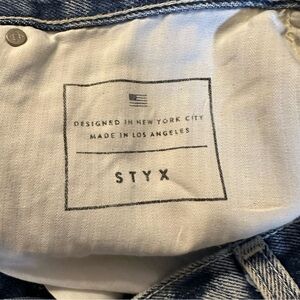 DESIGNED IN NEW YORK CITY
MADE IN LOS ANGELES
STYX